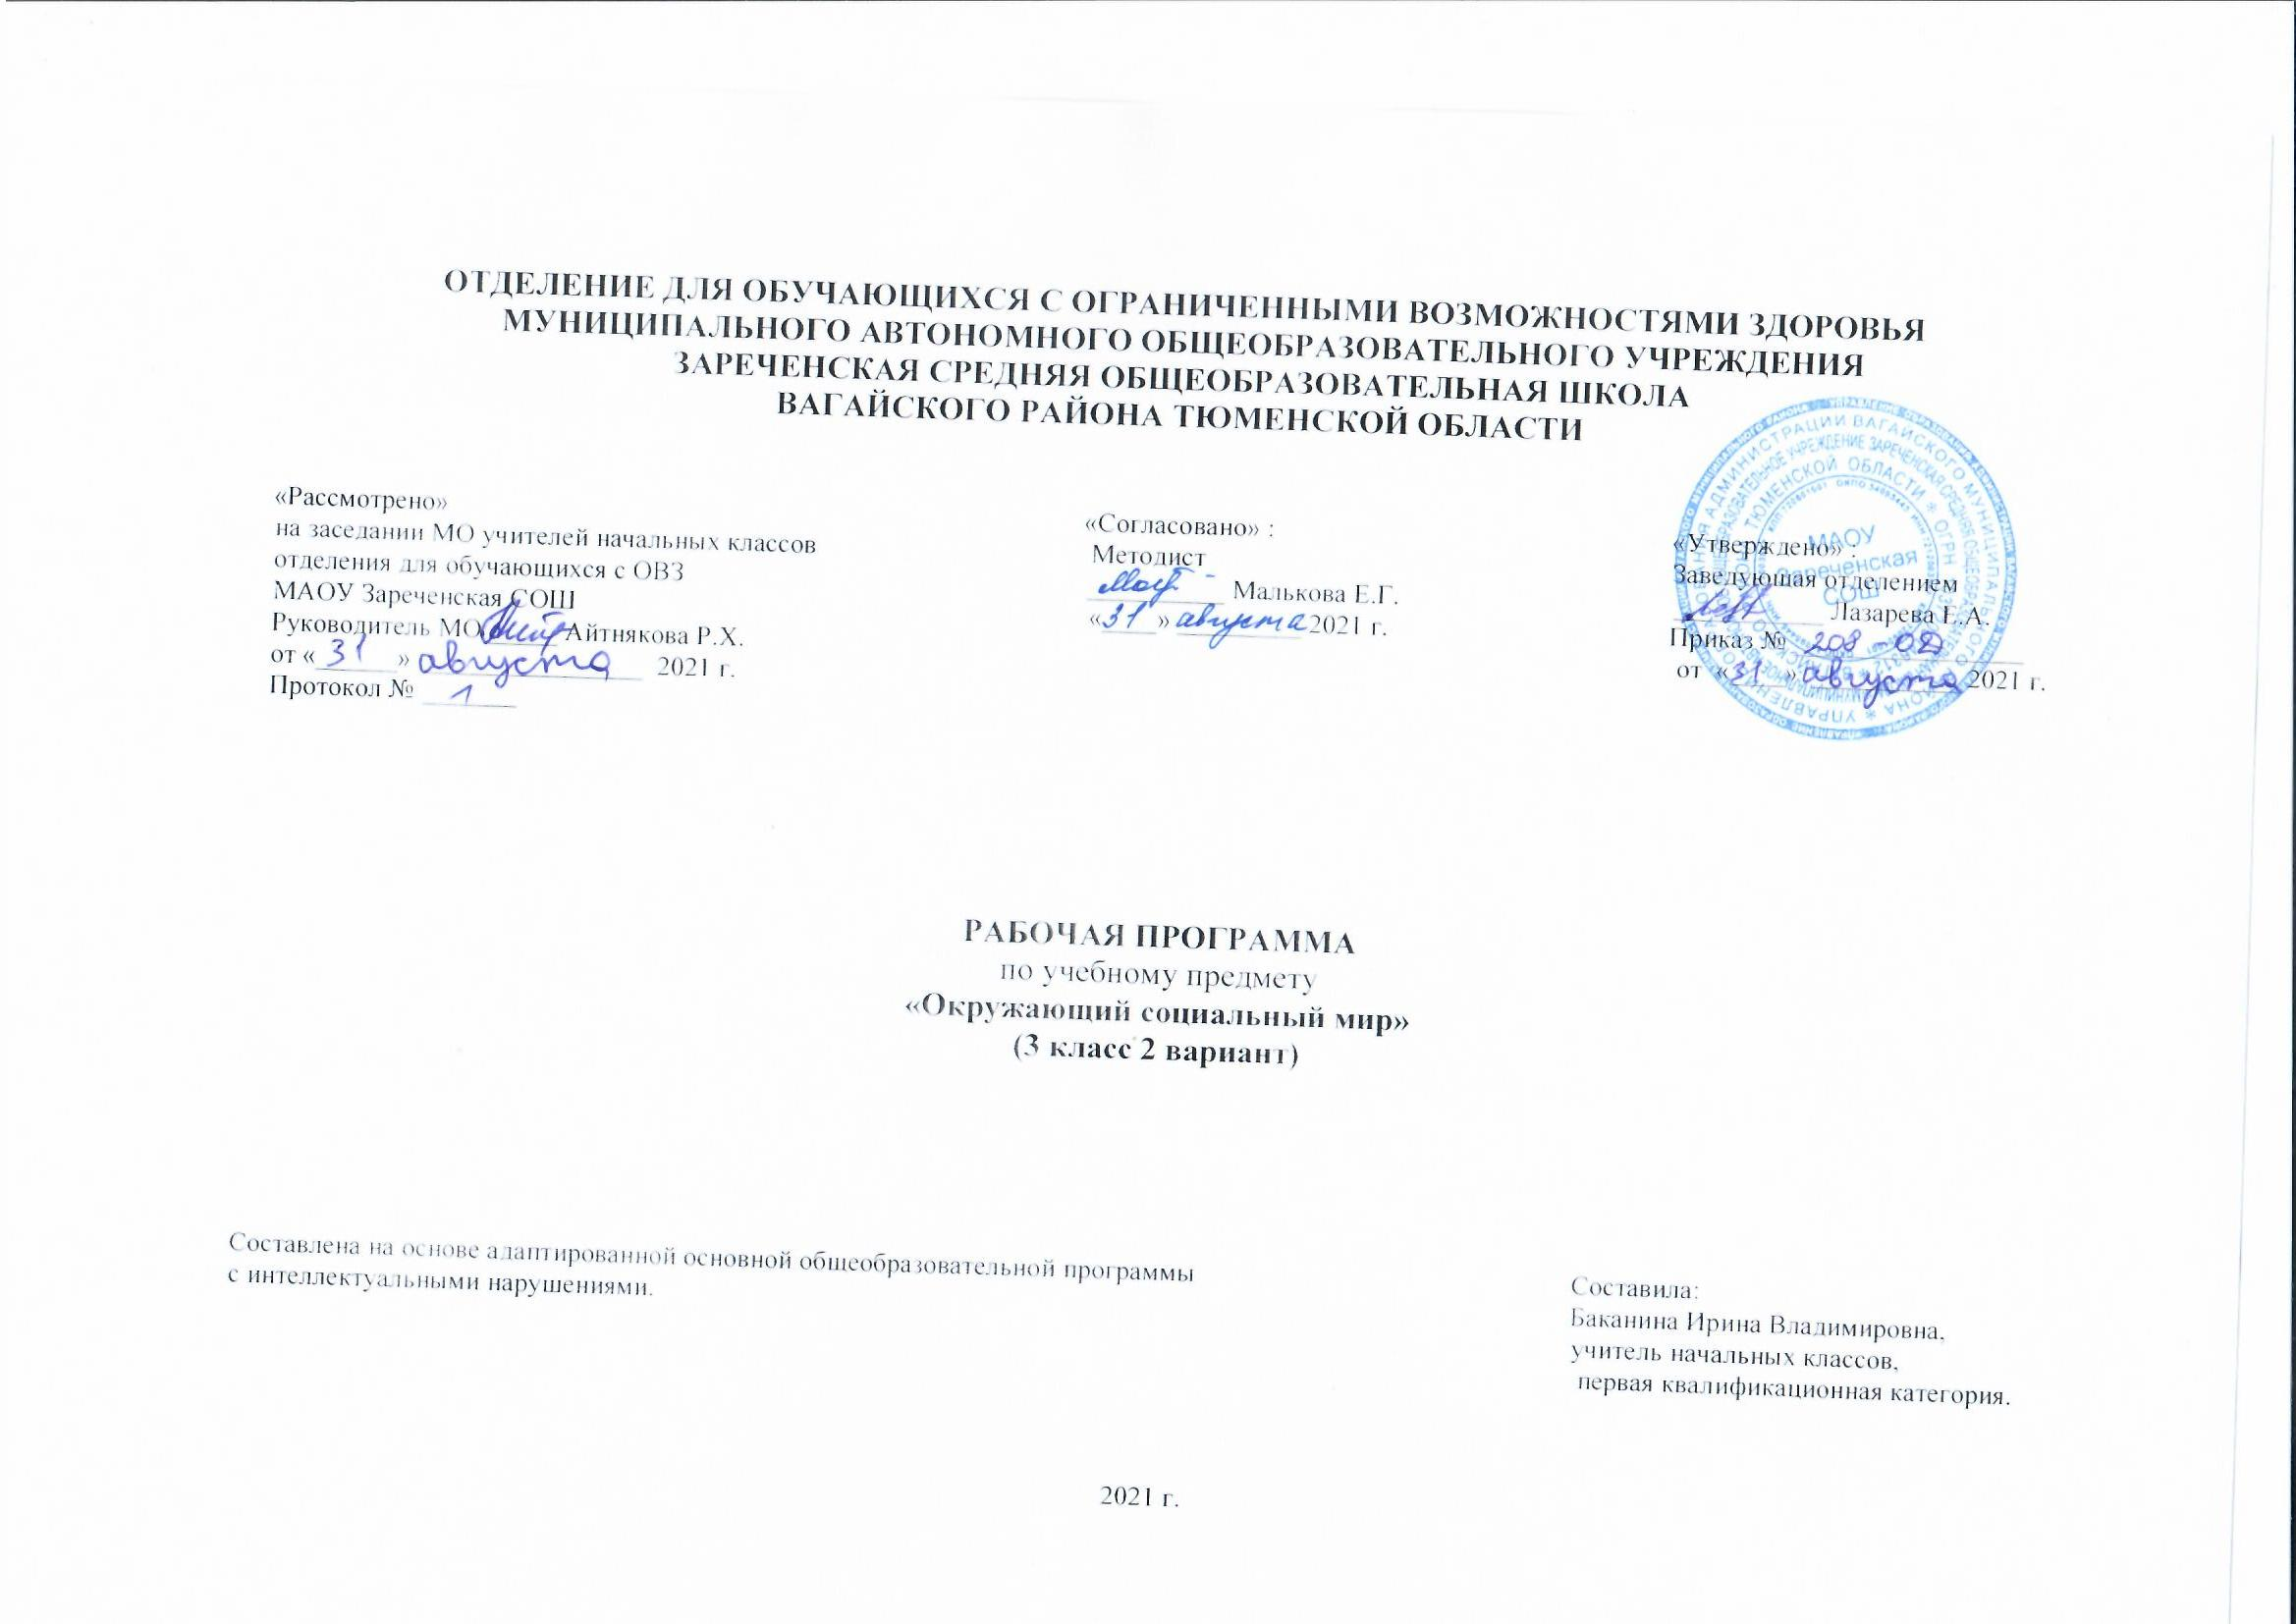 ОТДЕЛЕНИЕ ДЛЯ ОБУЧАЮЩИХСЯ С ОГРАНИЧЕННЫМИ ВОЗМОЖНОСТЯМИ ЗДОРОВЬЯ
МУНИЦИПАЛЬНОГО АВТОНОМНОГО ОБЩЕОБРАЗОВАТЕЛЬНОГО УЧРЕЖДЕНИЯ
ЗАРЕЧЕНСКАЯ СРЕДНЯЯ ОБЩЕОБРАЗОВАТЕЛЬНАЯ ШКОЛА
ВАГАЙСКОГО РАЙОНА ТЮМЕНСКОЙ ОБЛАСТИ
«Рассмотрено»
на заседании МО учителей начальных классов
отделения для обучающихся с ОВЗ
МАОУ Зареченская СОШ
Руководитель МО Айтнякова Р.Х.
от «31» августа 2021 г.
Протокол № 1
«Согласовано» :
Методист
Малькова Е.Г.
«31» августа 2021 г.
«Утверждено» :
Заведующая отделением
Лазарева Е.А.
Приказ № 208-ОД
от «31» августа 2021 г.
МАОУ
Зареченская
СОШ
РАБОЧАЯ ПРОГРАММА
по учебному предмету
«Окружающий социальный мир»
(3 класс 2 вариант)
Составлена на основе адаптированной основной общеобразовательной программы
с интеллектуальными нарушениями.
Составила:
Баканина Ирина Владимировна,
учитель начальных классов,
первая квалификационная категория.
2021 г.